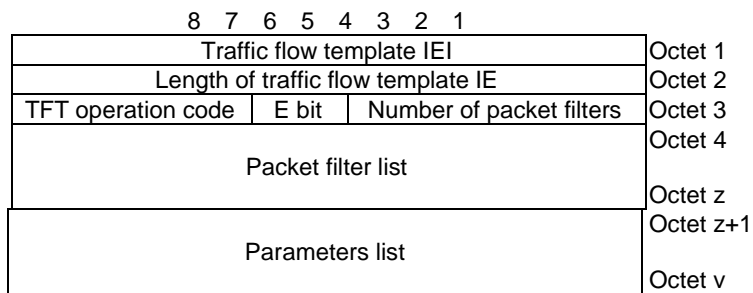 8 7 6 5 4 3 2 1
Traffic flow template IEI Octet 1
Length of traffic flow template IE Octet 2
TFT operation code E bit Number of packet filters Octet 3
Octet 4
Packet filter list
Octet z
Octet z+1
Parameters list
Octet v